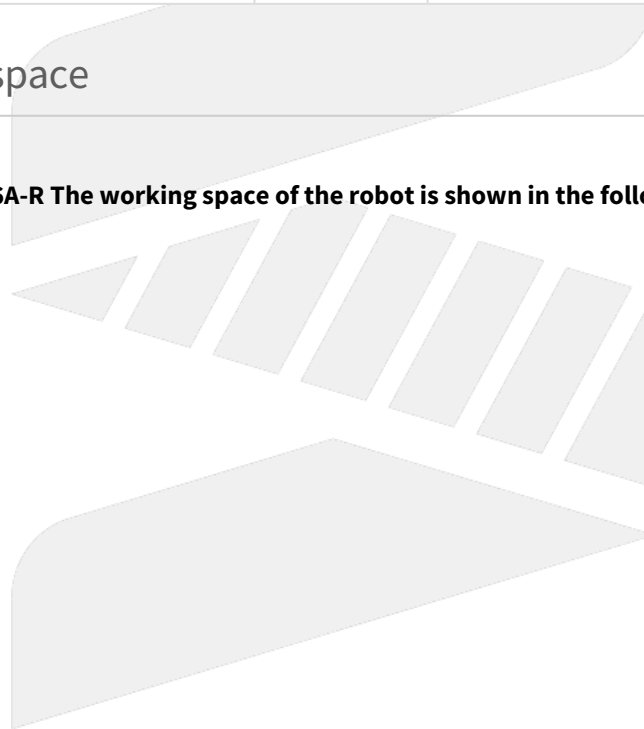 space
SA-R The working space of the robot is shown in the follo